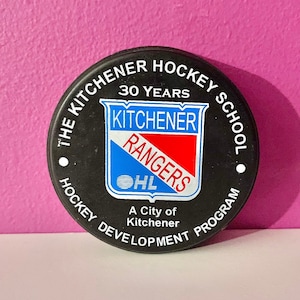 THE KITCHENER HOCKEY SCHOOL
30 YEARS
KITCHENER
RANGERS
OHL
A City of
Kitchener
HOCKEY DEVELOPMENT PROGRAM